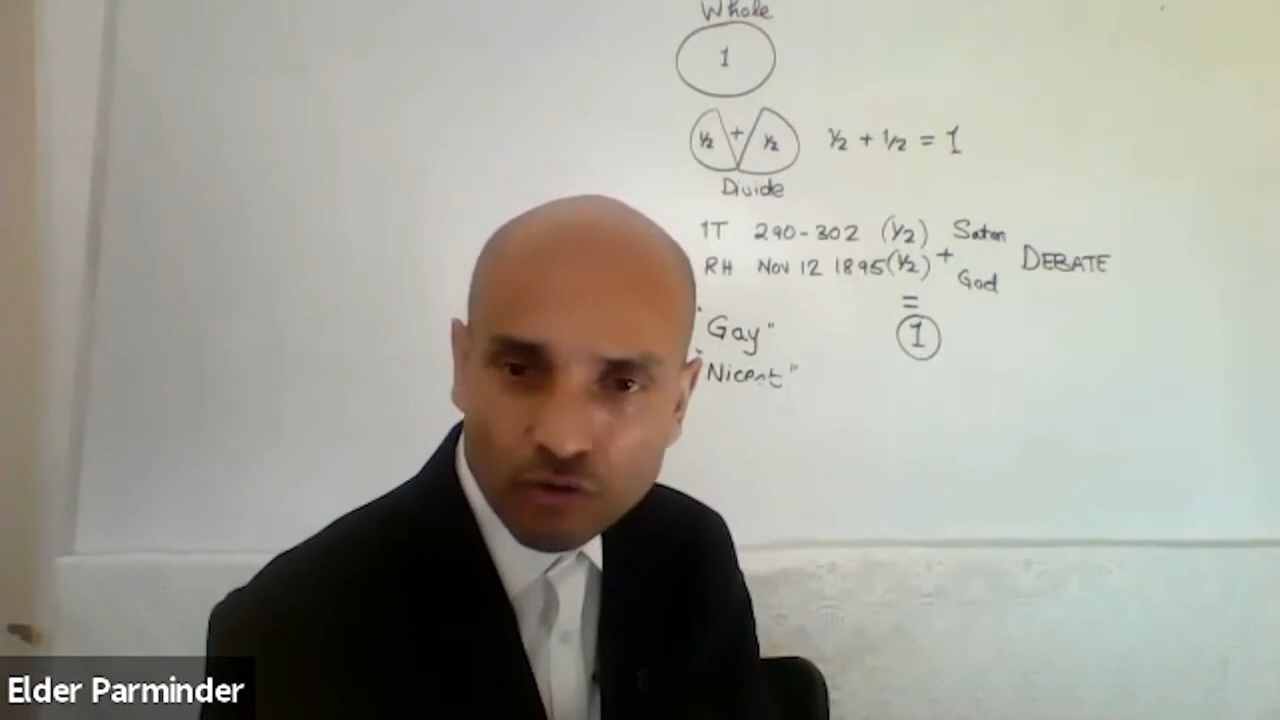 Whole
1
½ + ½ ½ + ½ = 1
Divide
1T 290-302 (½) Satan
RH Nov 12 1895 (½) + God DEBATE
=
1
"Gay"
"Nicent"
Elder Parminder